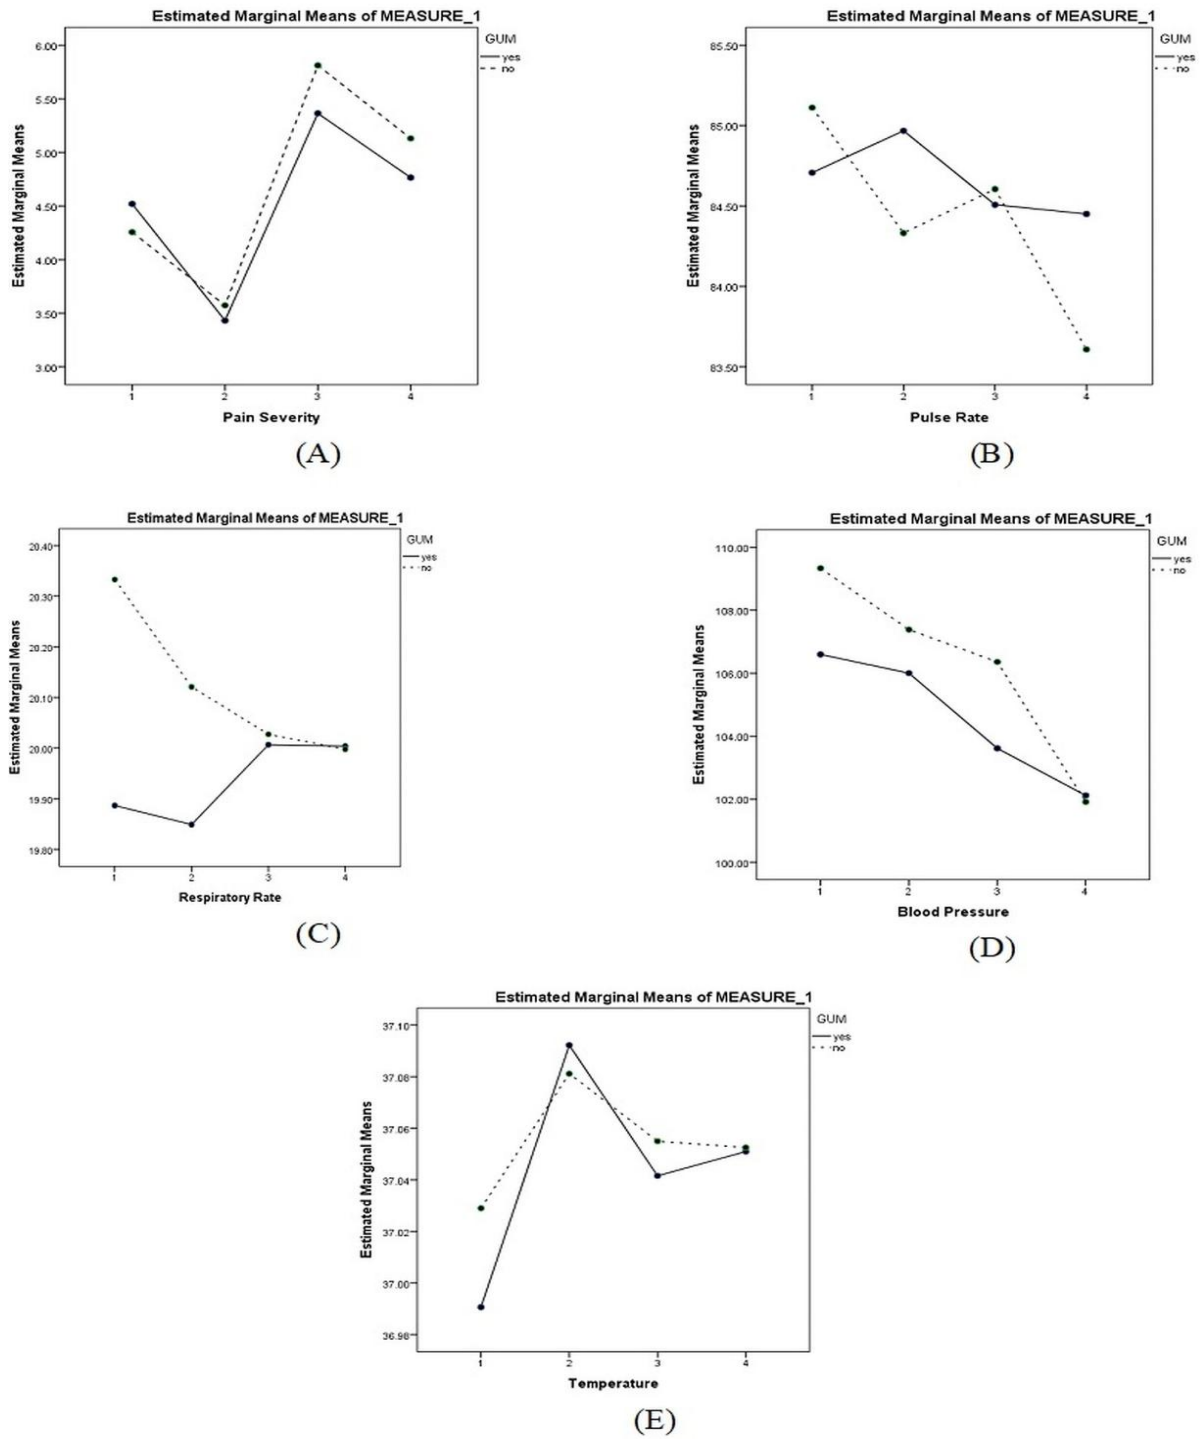 Estimated Marginal Means of MEASURE_1
GUM
yes
no
6.00
5.50
5.00
4.50
4.00
3.50
3.00
Estimated Marginal Means
1 2 3 4
Pain Severity
(A)
Estimated Marginal Means of MEASURE_1
GUM
yes
no
85.50
85.00
84.50
84.00
83.50
Estimated Marginal Means
1 2 3 4
Pulse Rate
(B)
Estimated Marginal Means of MEASURE_1
GUM
yes
no
20.40
20.30
20.20
20.10
20.00
19.90
19.80
Estimated Marginal Means
1 2 3 4
Respiratory Rate
(C)
Estimated Marginal Means of MEASURE_1
GUM
yes
no
110.00
108.00
106.00
104.00
102.00
100.00
Estimated Marginal Means
1 2 3 4
Blood Pressure
(D)
Estimated Marginal Means of MEASURE_1
GUM
yes
no
37.10
37.08
37.06
37.04
37.02
37.00
36.98
Estimated Marginal Means
1 2 3 4
Temperature
(E)